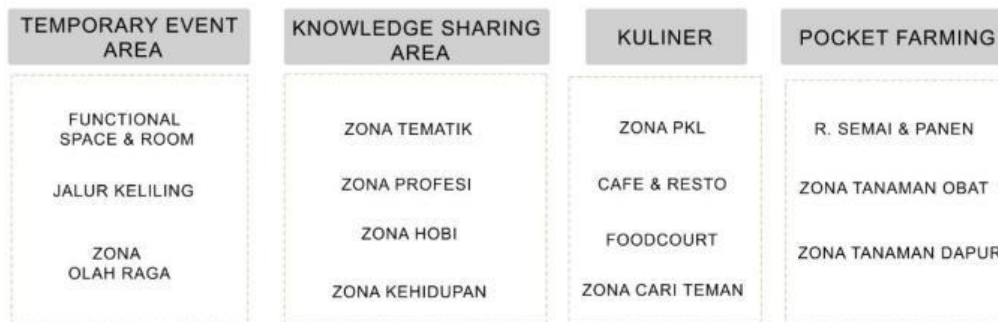 TEMPORARY EVENT
AREA
FUNCTIONAL
SPACE & ROOM
JALUR KELILING
ZONA
OLAH RAGA
KNOWLEDGE SHARING
AREA
ZONA TEMATIK
ZONA PROFESI
ZONA HOBI
ZONA KEHIDUPAN
KULINER
ZONA PKL
CAFE & RESTO
FOODCOURT
ZONA CARI TEMAN
POCKET FARMING
R. SEMAI & PANEN
ZONA TANAMAN OBAT
ZONA TANAMAN DAPUR